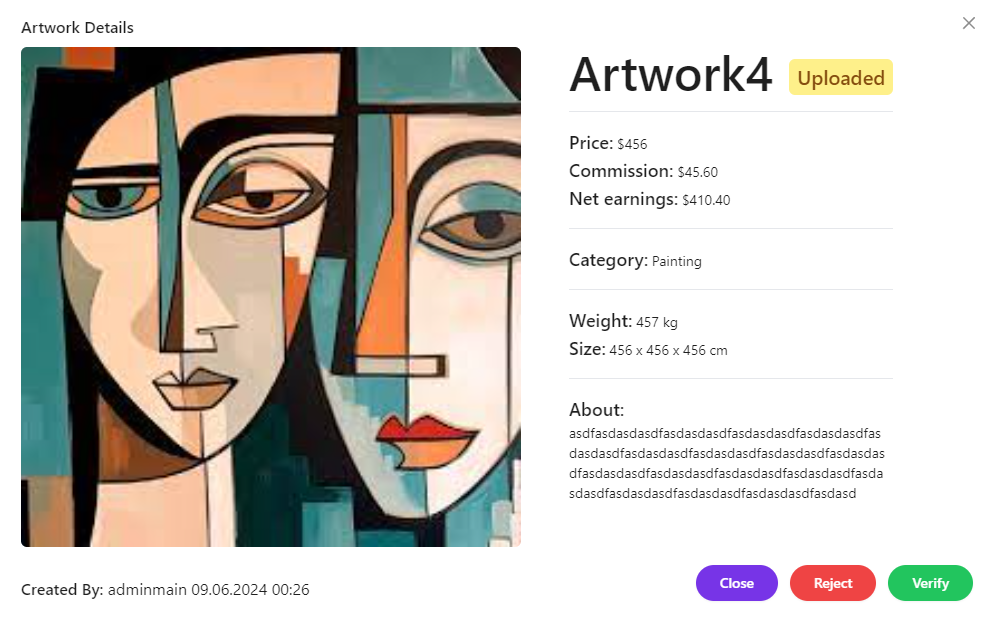 Artwork Details
Artwork4 Uploaded
Price: $456
Commission: $45.60
Net earnings: $410.40
Category: Painting
Weight: 457 kg
Size: 456 x 456 x 456 cm
About:
asdfasdasdasdfasdasdasdfasdasdasdfasdasdasdfas
dasdasdfasdasdasdfasdasdasdfasdasdasdfasdasdas
dfasdasdasdfasdasdasdfasdasdasdfasdasdasdfasda
sdasdfasdasdasdfasdasdasdfasdasdasdfasdasd
Created By: adminmain 09.06.2024 00:26
Close Reject Verify